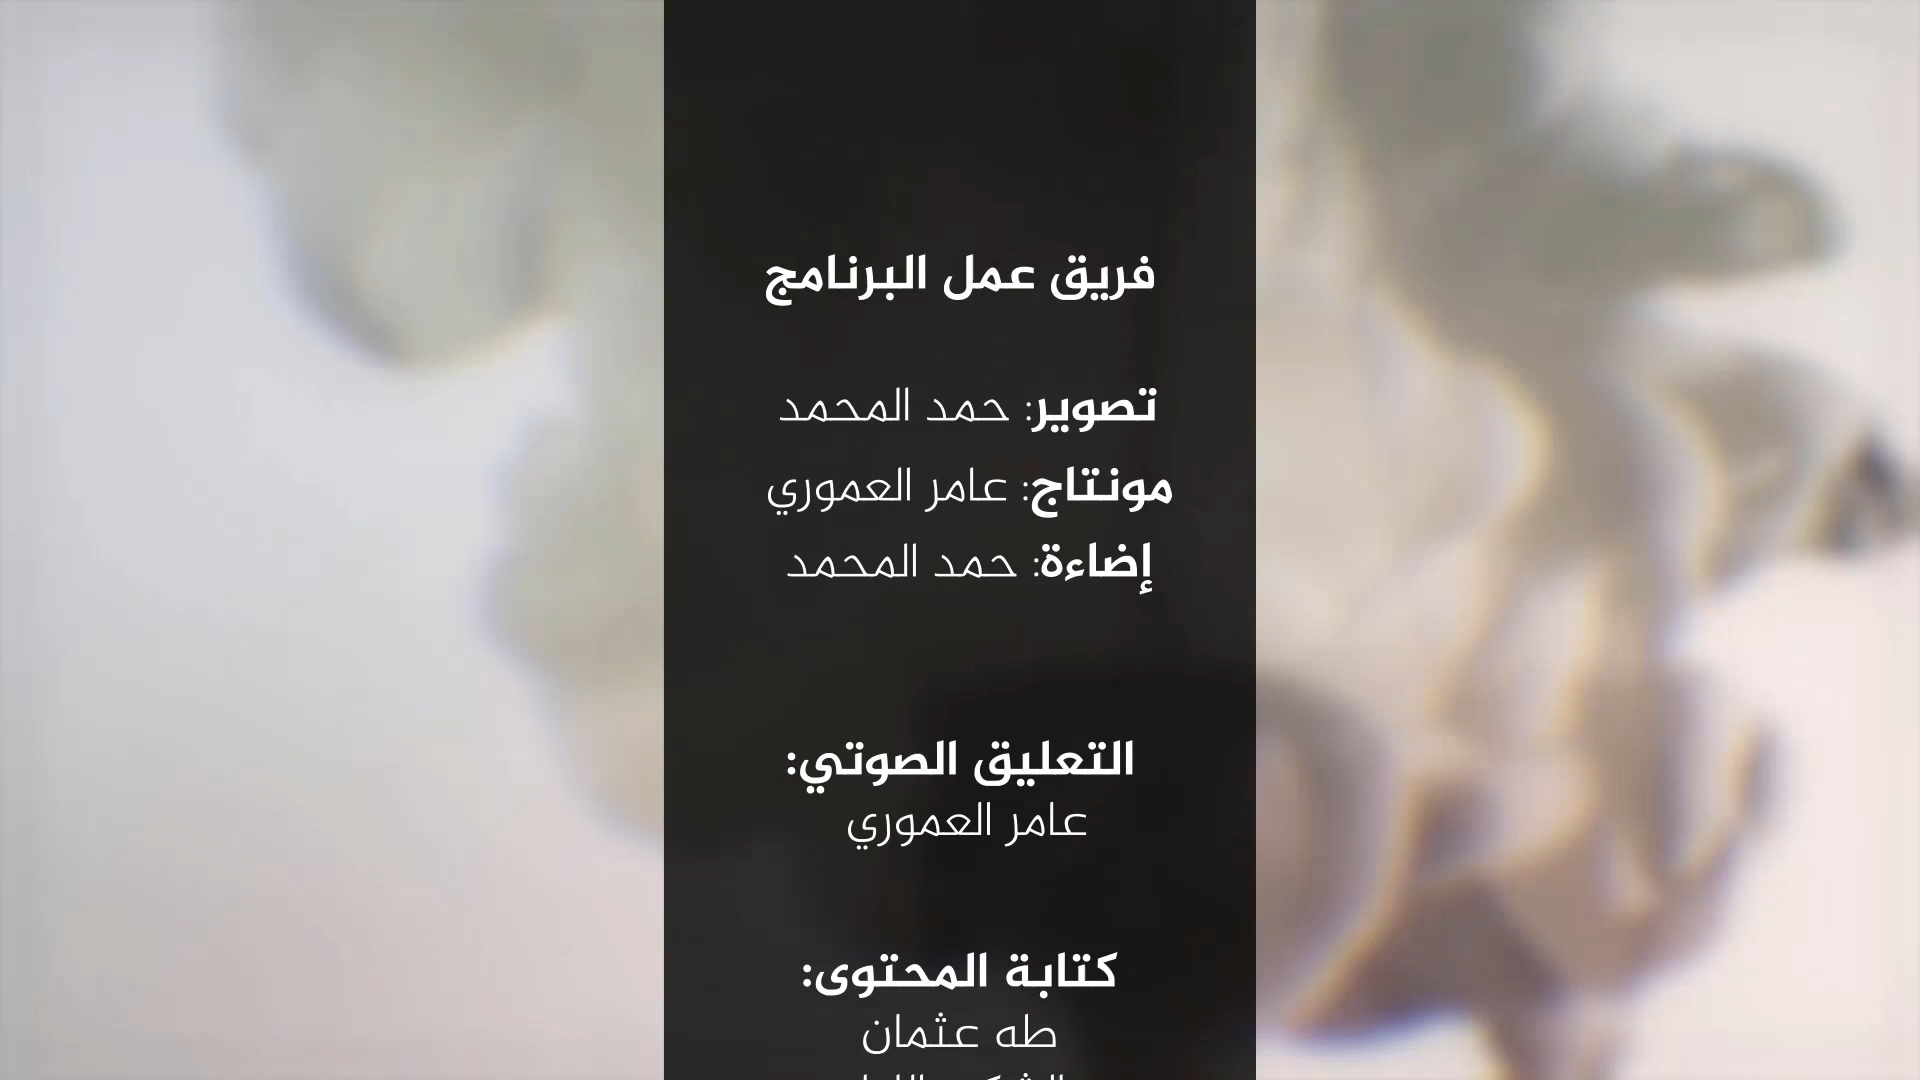 فريق عمل البرنامج
تصوير: حمد المحمد
مونتاج: عامر العموري
إضاءة: حمد المحمد
التعليق الصوتي:
عامر العموري
كتابة المحتوى:
طه عثمان